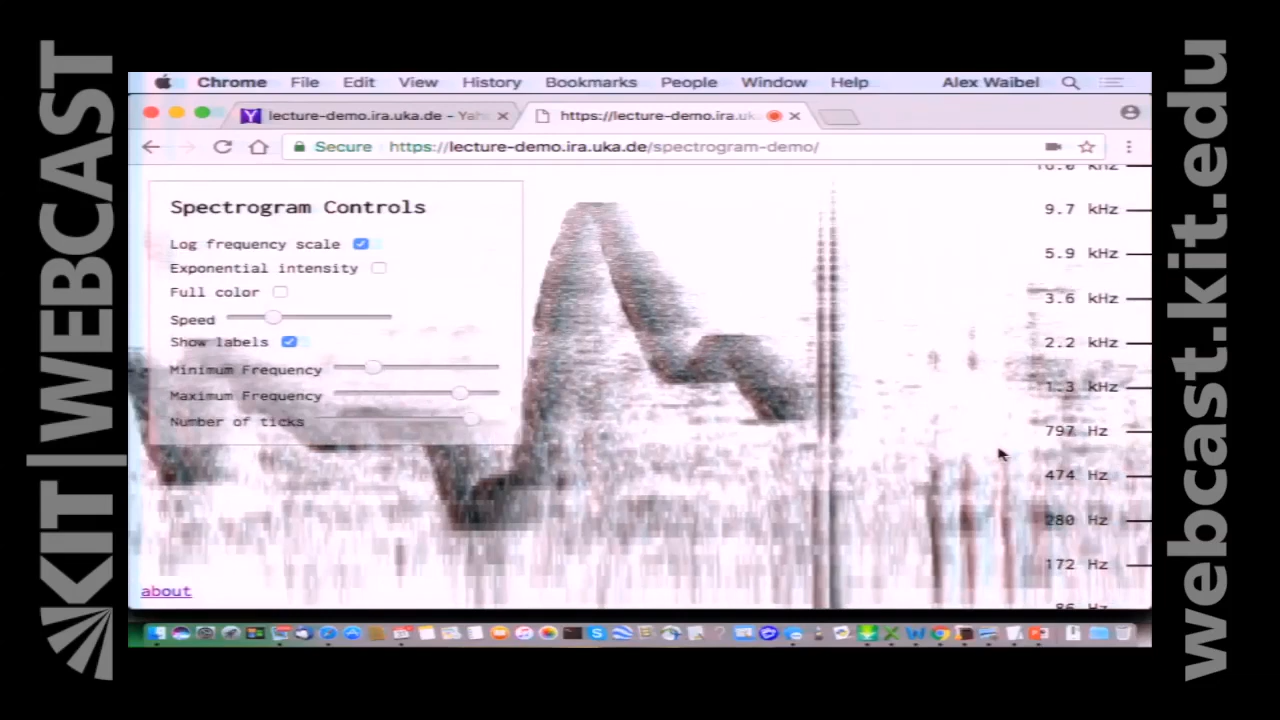 KIT|WEBCAST
Chrome File Edit View History Bookmarks People Window Help Alex Waibel
lecture-demo.ira.uka.de - Yah
https://lecture-demo.ira.uk
Secure https://lecture-demo.ira.uka.de/spectrogram-demo/
Spectrogram Controls
Log frequency scale
Exponential intensity
Full color
Speed
Show labels
Minimum Frequency
Maximum Frequency
Number of ticks
about
9.7 kHz
5.9 kHz
3.6 kHz
2.2 kHz
1.3 kHz
797 Hz
474 Hz
280 Hz
172 Hz
86 Hz
webcast.kit.edu